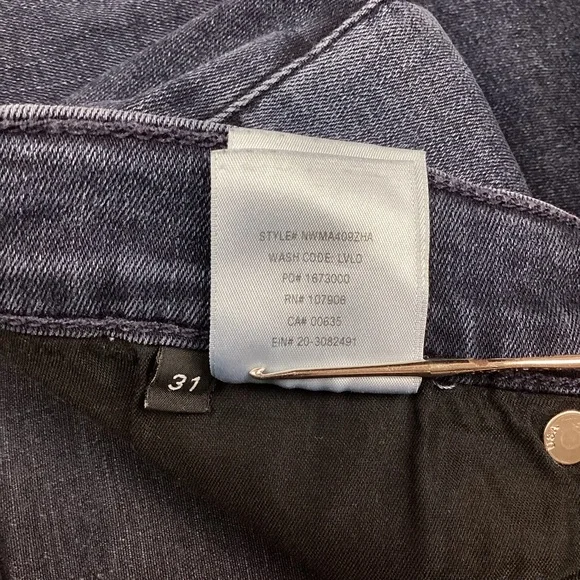 STYLE# NWMA409ZHA
WASH CODE: LVLD
PO# 1673000
RN# 107906
CA# 00635
EIN# 20-3082491
31